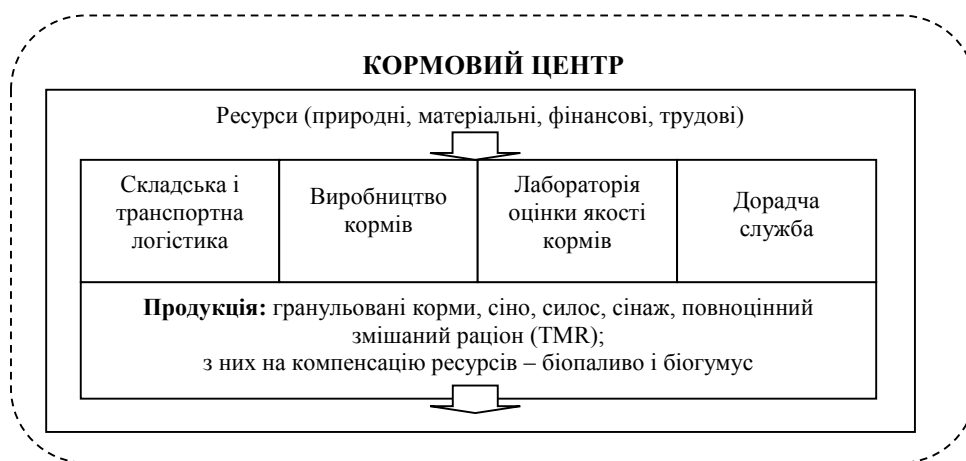 КОРМОВИЙ ЦЕНТР
Ресурси (природні, матеріальні, фінансові, трудові)
Складська і
транспортна
логістика
Виробництво
кормів
Лабораторія
оцінки якості
кормів
Дорадча
служба
Продукція: гранульовані корми, сіно, силос, сінаж, повноцінний
змішаний раціон (TMR);
з них на компенсацію ресурсів – біопаливо і біогумус